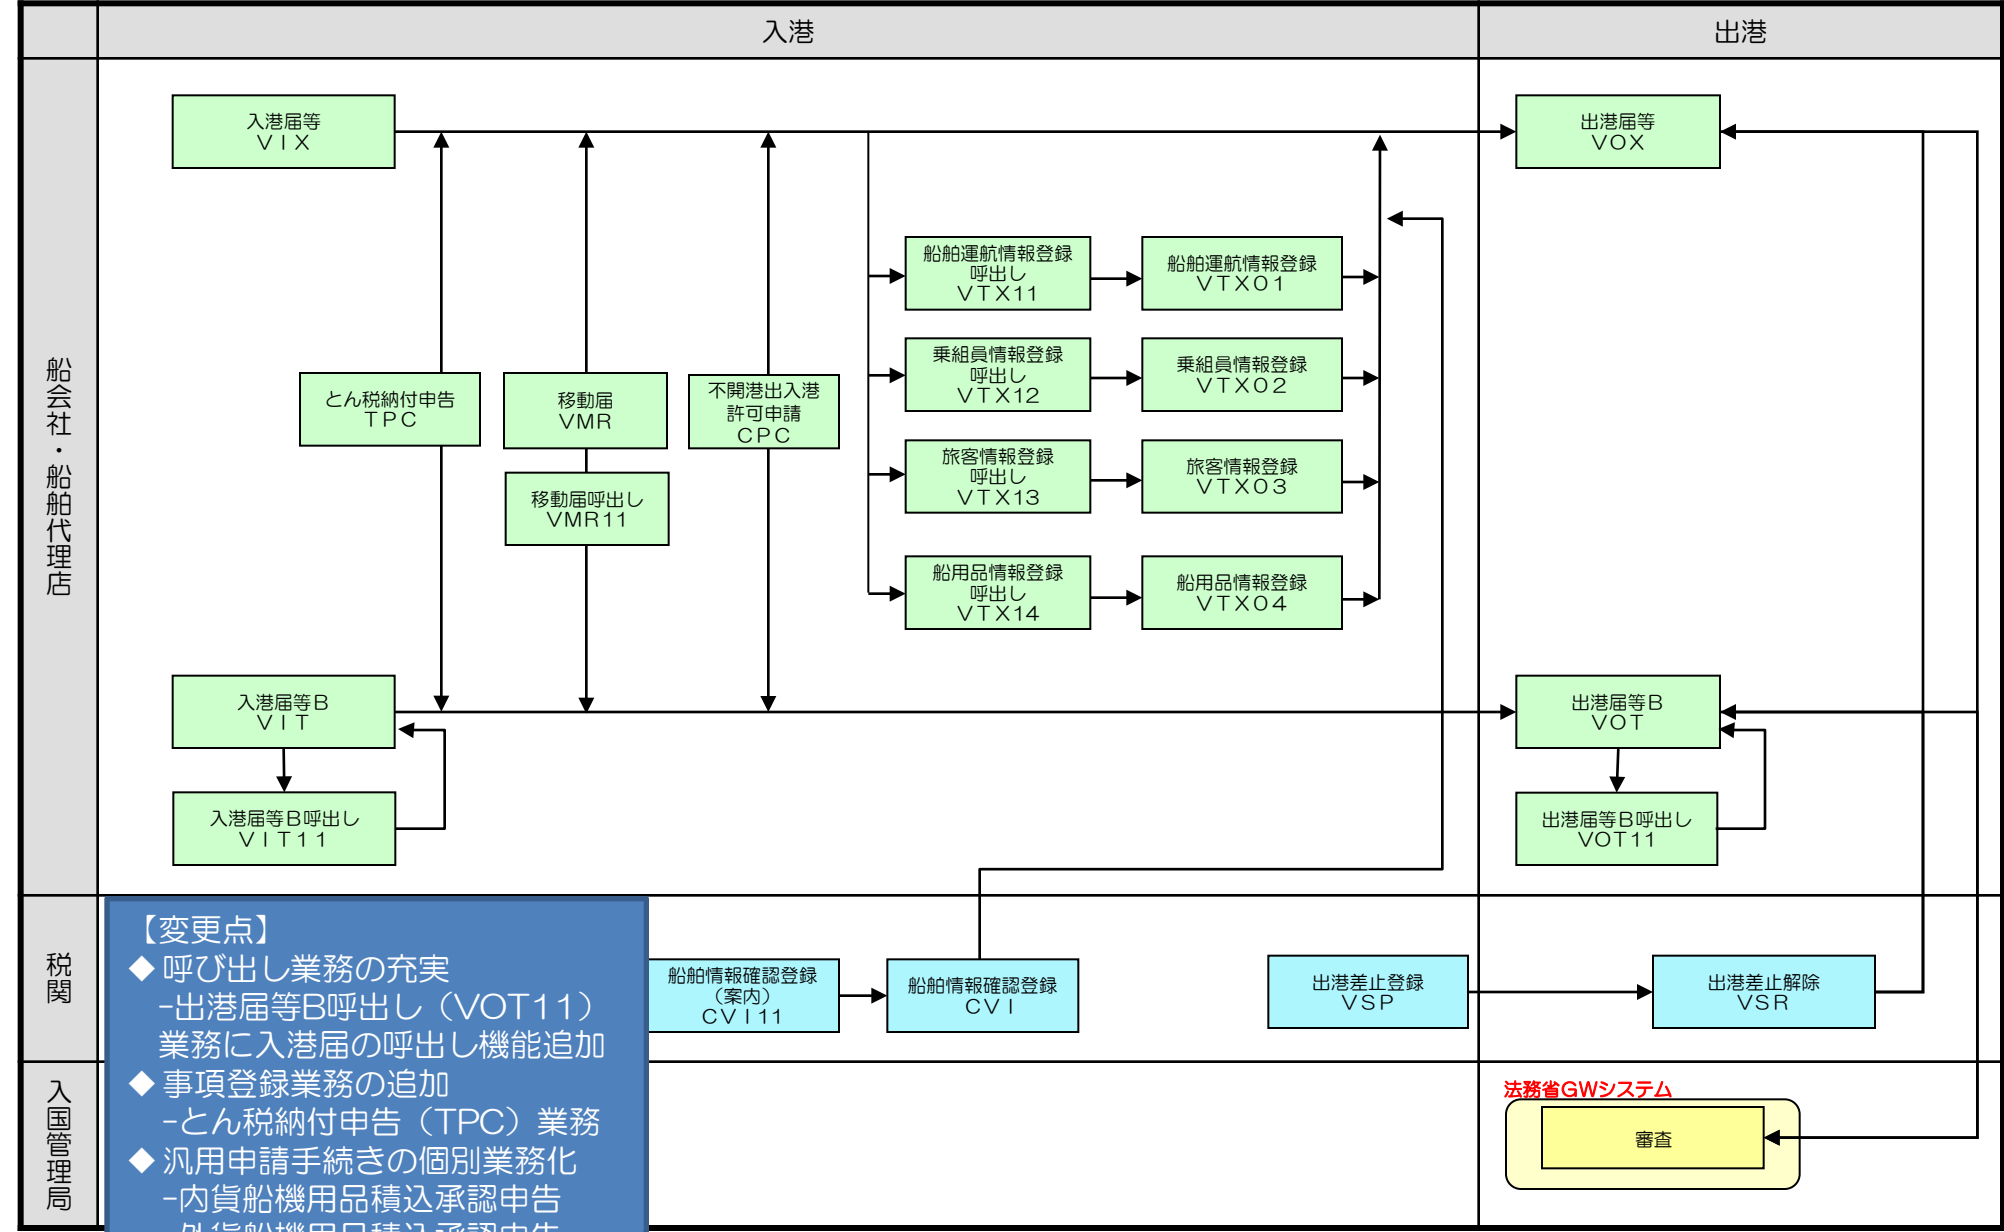 入港
出港
船会社・船舶代理店
入港届等
ＶＩＸ
出港届等
ＶＯＸ
船舶運航情報登録
呼出し
ＶＴＸ11
船舶運航情報登録
ＶＴＸ０１
乗組員情報登録
呼出し
ＶＴＸ12
乗組員情報登録
ＶＴＸ０２
とん税納付申告
ＴＰＣ
移動届
ＶＭＲ
不開港出入港
許可申請
ＣＰＣ
旅客情報登録
呼出し
ＶＴＸ13
旅客情報登録
ＶＴＸ０３
移動届呼出し
ＶＭＲ11
船用品情報登録
呼出し
ＶＴＸ14
船用品情報登録
ＶＴＸ０４
入港届等Ｂ
ＶＩＴ
出港届等Ｂ
ＶＯＴ
入港届等Ｂ呼出し
ＶＩＴ１１
出港届等Ｂ呼出し
ＶＯＴ11
税関
船舶情報確認登録
（案内）
ＣＶＩ11
船舶情報確認登録
ＣＶＩ
出港差止登録
ＶＳＰ
出港差止解除
ＶＳＲ
入国管理局
法務省GWシステム
審査
【変更点】
◆ 呼び出し業務の充実
−出港届等B呼出し（VOT11）
業務に入港届の呼出し機能追加
◆ 事項登録業務の追加
−とん税納付申告（TPC）業務
◆ 汎用申請手続きの個別業務化
−内貨船機用品積込承認申告
−外貨船機用品積込承認申告